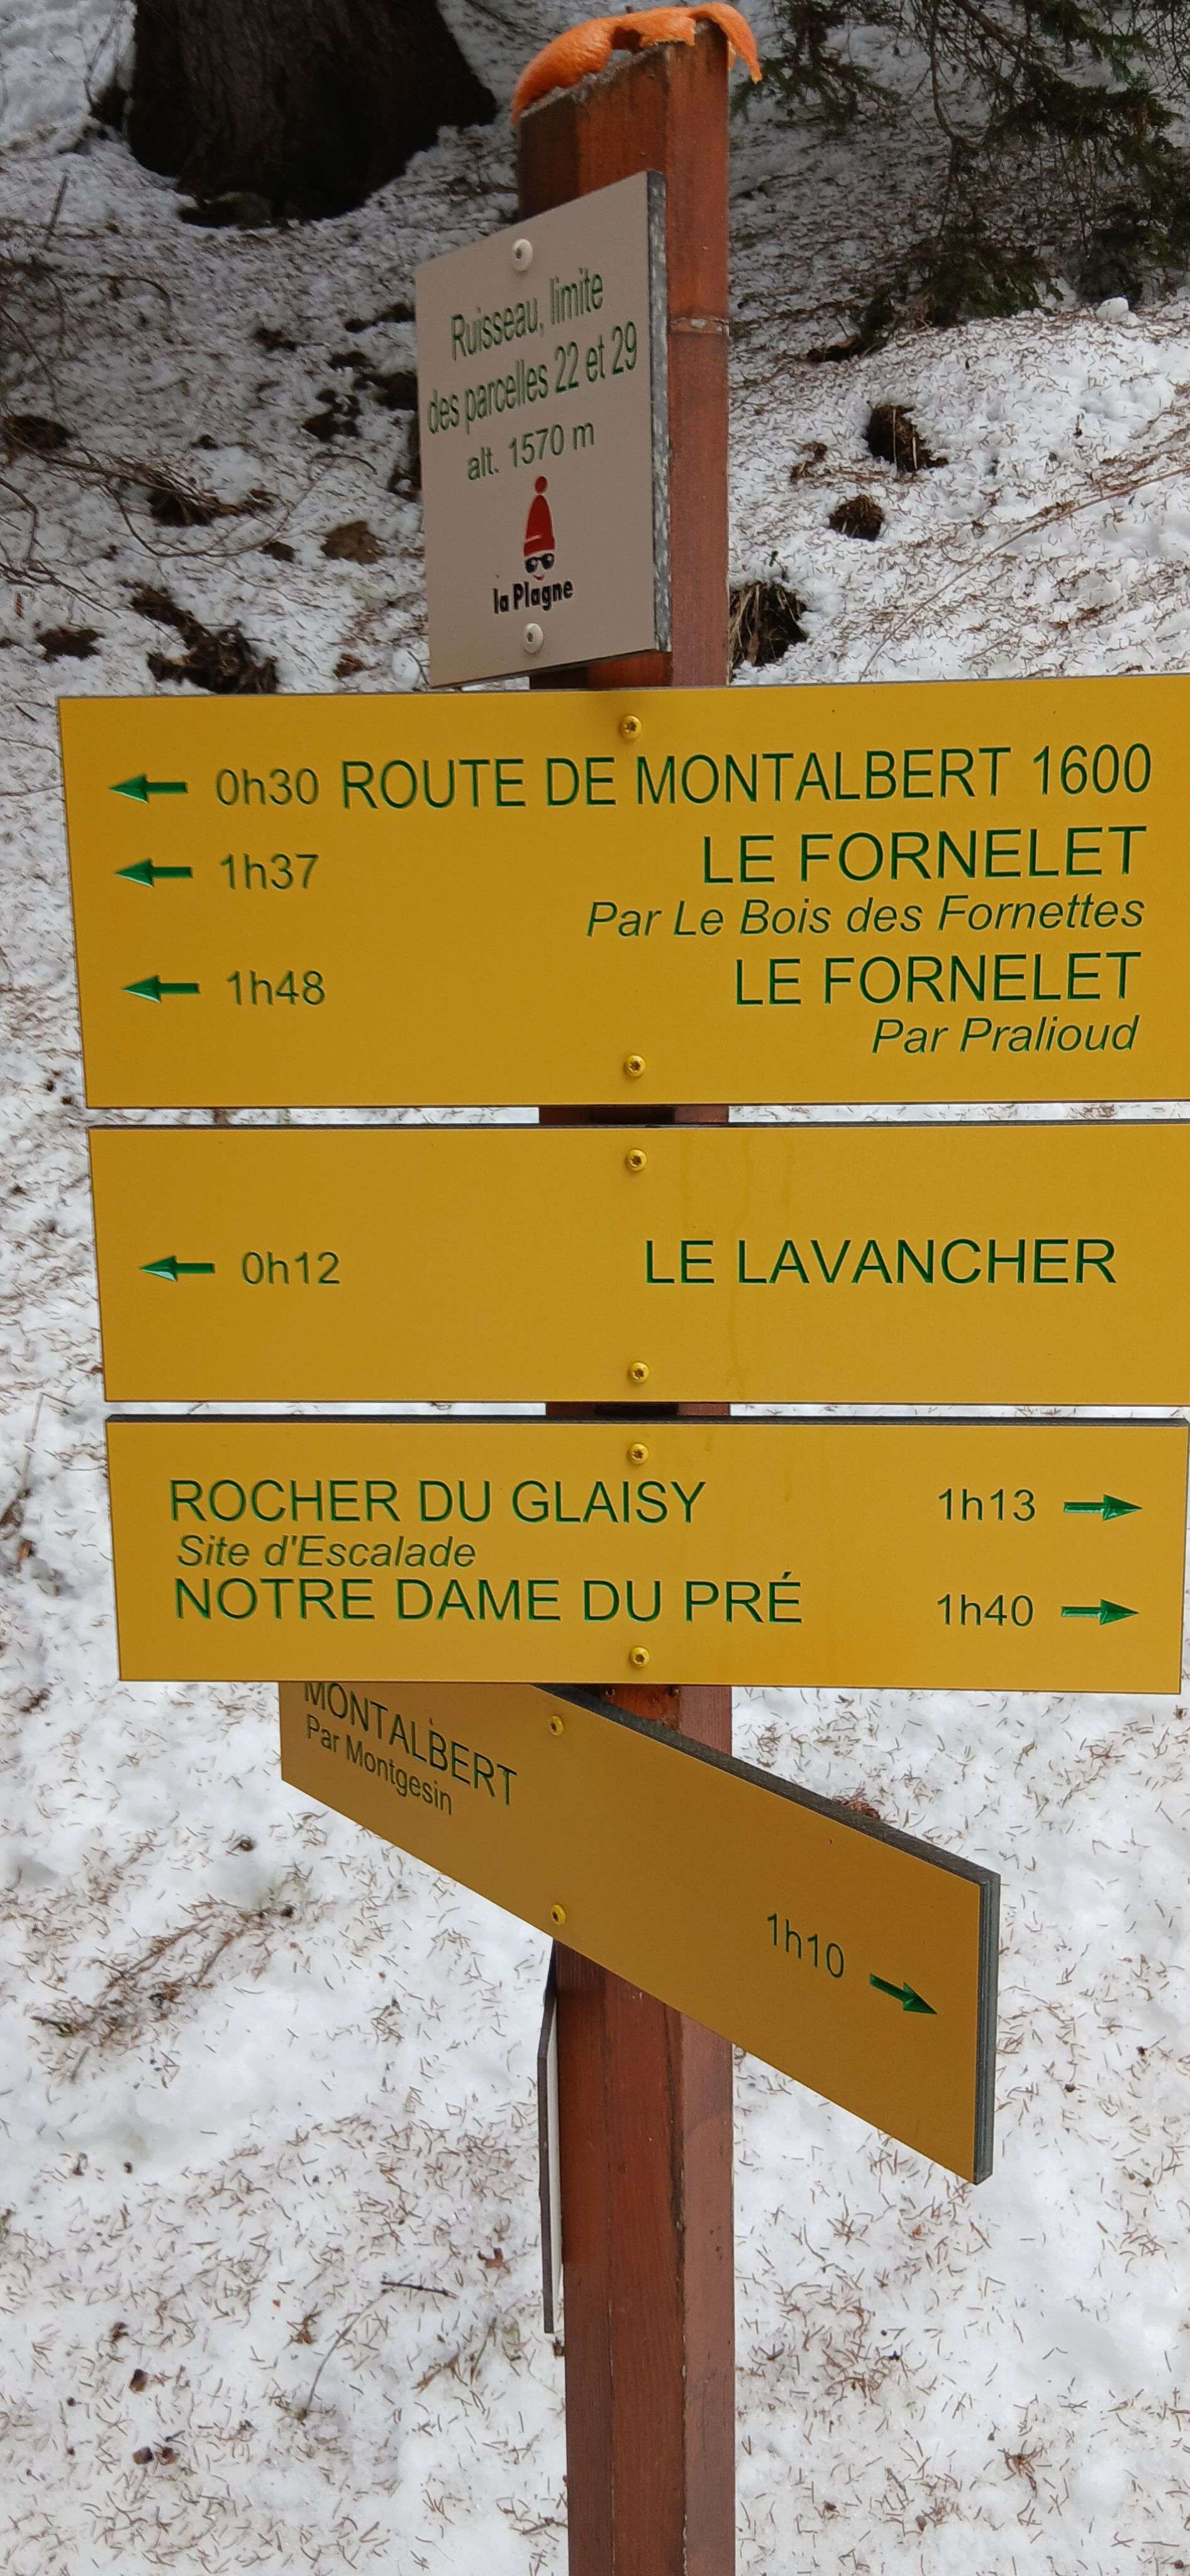 Ruisseau, limite
des parcelles 22 et 29
alt. 1570 m
la Plagne
0h30 ROUTE DE MONTALBERT 1600
1h37 LE FORNELET
Par Le Bois des Fornettes
1h48 LE FORNELET
Par Pralioud
0h12 LE LAVANCHER
ROCHER DU GLAISY 1h13
Site d'Escalade
NOTRE DAME DU PRÉ 1h40
MONTALBERT
Par Montgesin
1h10